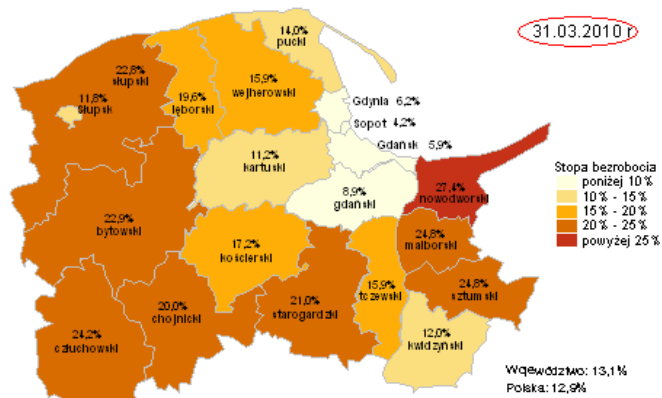 31.03.2010 r
14,0%
pucki
22,8%
słupski
15,9%
wejherowski
11,8%
Słupsk
19,6%
lęborski
Gdynia 6,2%
Sopot 4,2%
Gdańsk 5,9%
11,2%
kartuski
8,9%
gdański
27,4%
nowodworski
Stopa bezrobocia
poniżej 10%
10% - 15%
15% - 20%
20% - 25%
powyżej 25%
22,9%
bytowski
17,2%
kościerski
24,8%
malborski
20,0%
chojnicki
21,0%
starogardzki
15,9%
tczewski
24,8%
sztumski
24,2%
człuchowski
12,0%
kwidzyński
Województwo: 13,1%
Polska: 12,9%